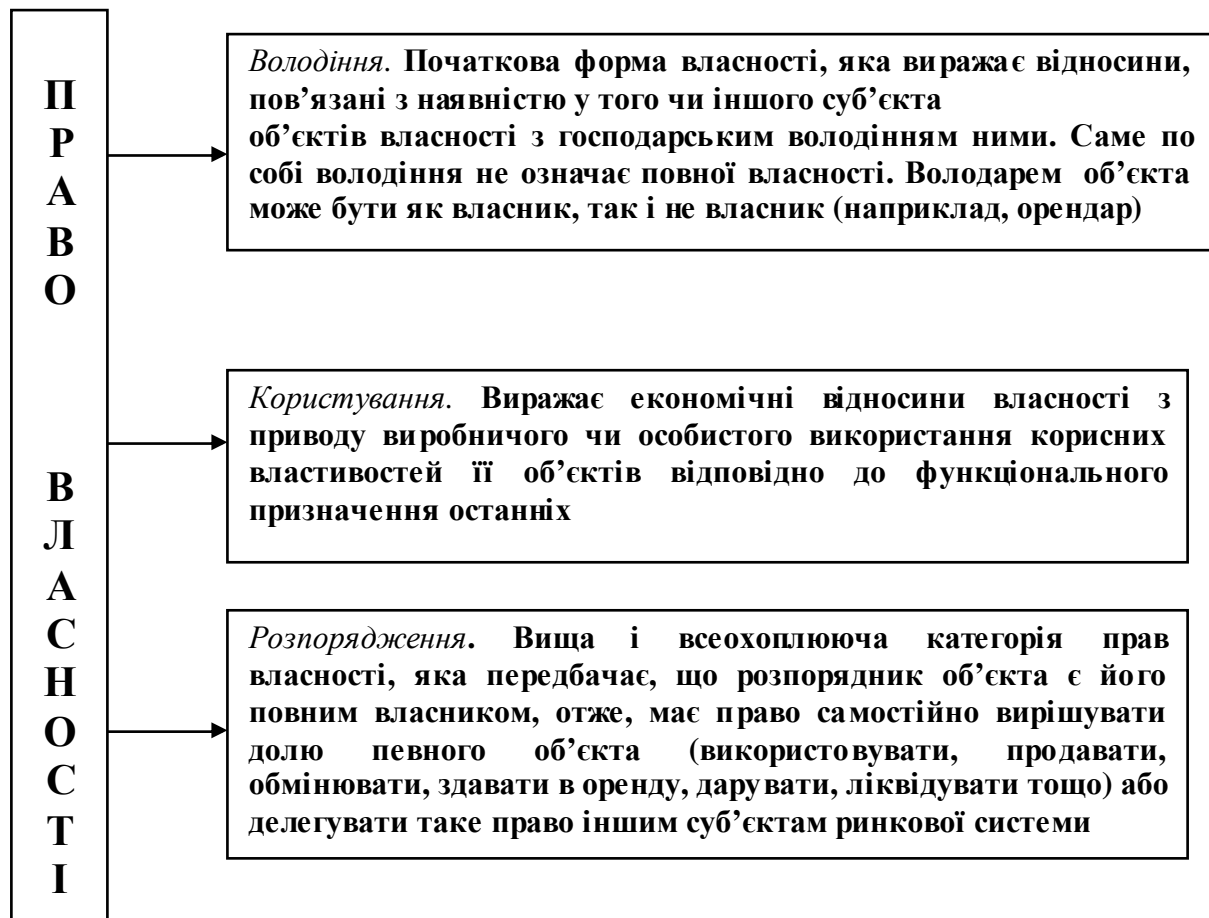 ПРАВО ВЛАСНОСТІ
Володіння. Початкова форма власності, яка виражає відносини,
пов’язані з наявністю у того чи іншого суб’єкта
об’єктів власності з господарським володінням ними. Саме по
собі володіння не означає повної власності. Володарем об’єкта
може бути як власник, так і не власник (наприклад, орендар)
Користування. Виражає економічні відносини власності з
приводу виробничого чи особистого використання корисних
властивостей її об’єктів відповідно до функціонального
призначення останніх
Розпорядження. Вища і всеохоплююча категорія прав
власності, яка передбачає, що розпорядник об’єкта є його
повним власником, отже, має право самостійно вирішувати
долю певного об’єкта (використовувати, продавати,
обмінювати, здавати в оренду, дарувати, ліквідувати тощо) або
делегувати таке право іншим суб’єктам ринкової системи